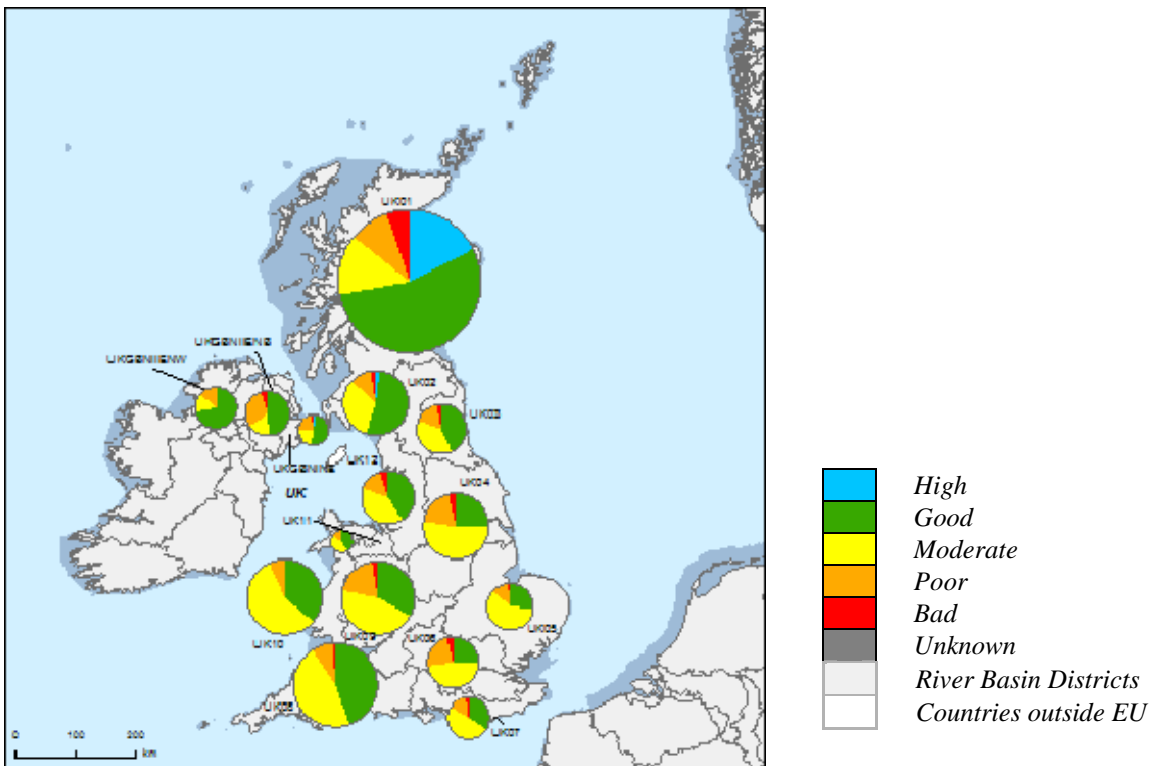 UK01
UKGBNIIENB
UKGBNIIENW
UK02
UK03
UKGBNINE
UK12
UK
UK04
UK11
UK10
UK09
UK06
UK05
UK08
UK07
0 100 200
km
High
Good
Moderate
Poor
Bad
Unknown
River Basin Districts
Countries outside EU